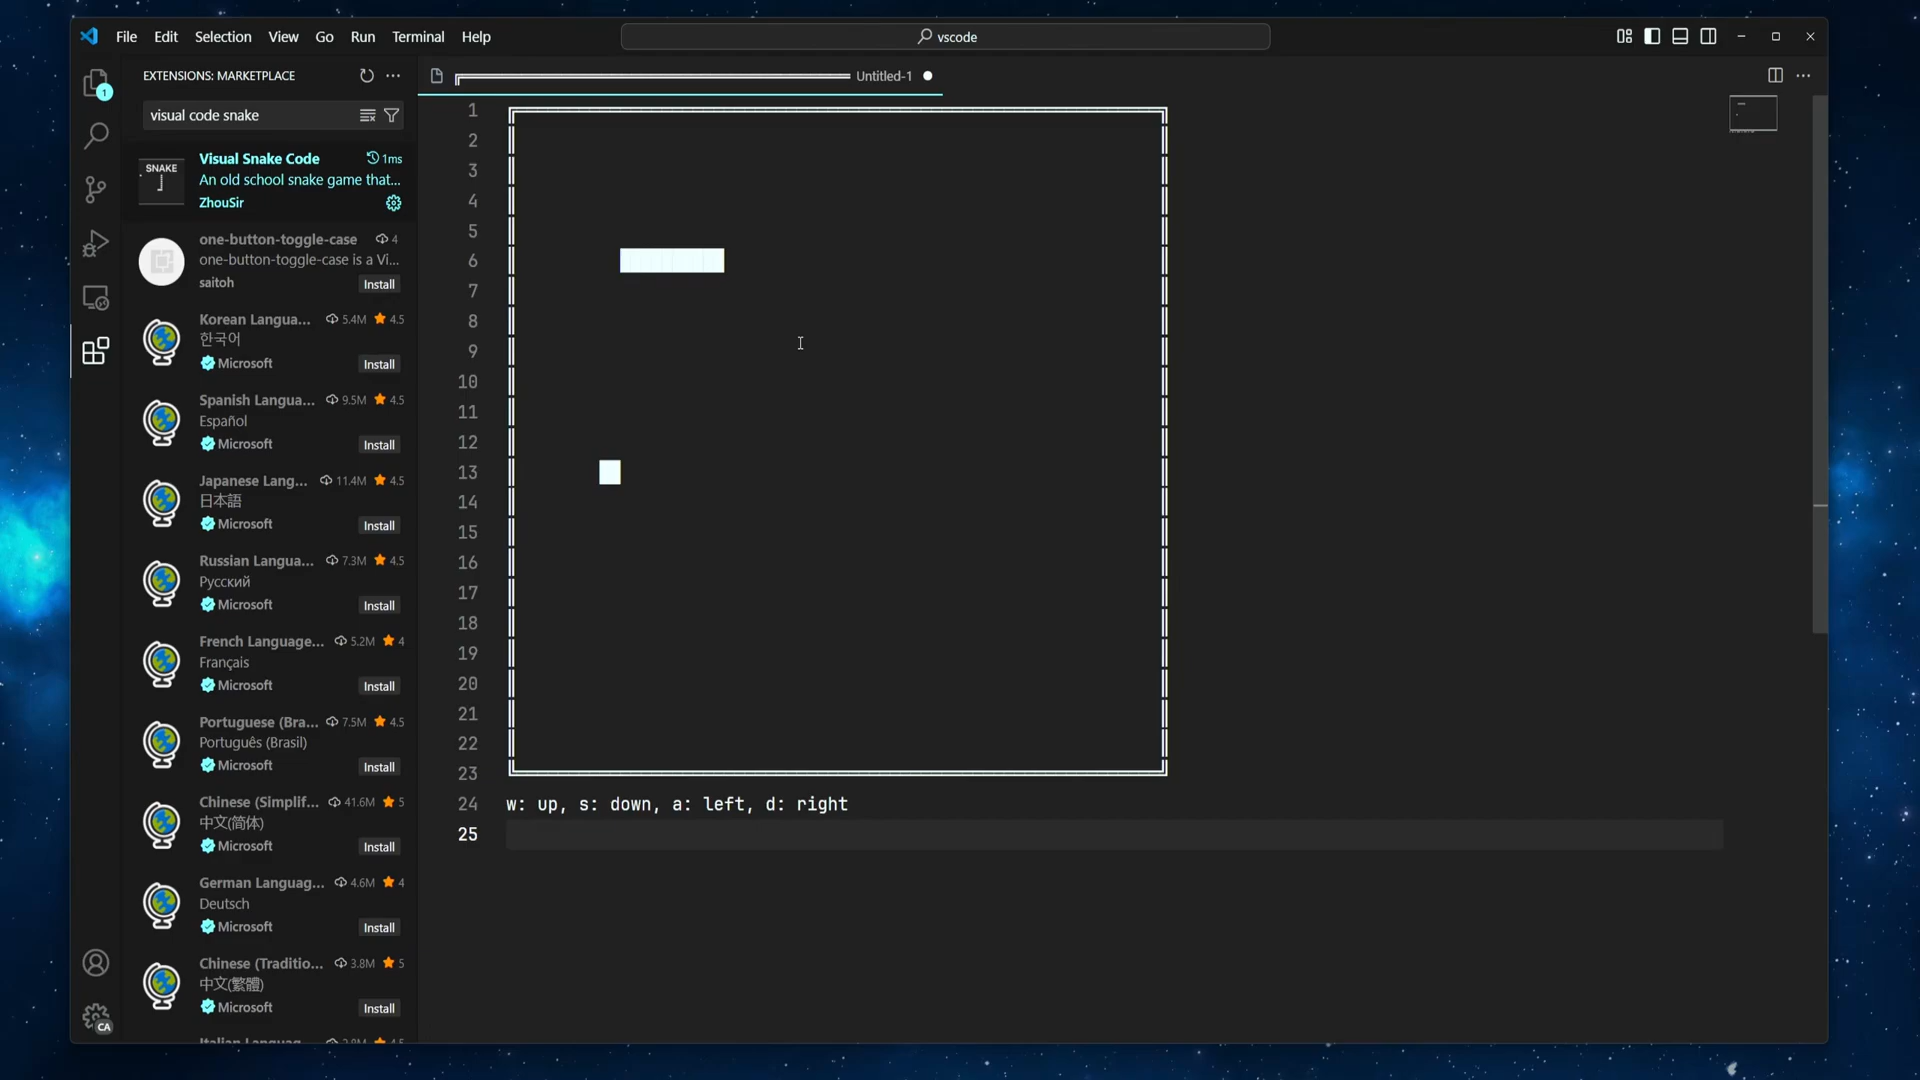 File Edit Selection View Go Run Terminal Help
vscode
EXTENSIONS: MARKETPLACE
visual code snake
SNAKE
Visual Snake Code 1ms
An old school snake game that...
ZhouSir
one-button-toggle-case 4
one-button-toggle-case is a Vi...
saitoh Install
Korean Langua... 5.4M 4.5
한국어
Microsoft Install
Spanish Langua... 9.5M 4.5
Español
Microsoft Install
Japanese Lang... 11.4M 4.5
日本語
Microsoft Install
Russian Langua... 7.3M 4.5
Русский
Microsoft Install
French Language... 5.2M 4
Français
Microsoft Install
Portuguese (Bra... 7.5M 4.5
Português (Brasil)
Microsoft Install
Chinese (Simplif... 41.6M 5
中文(简体)
Microsoft Install
German Languag... 4.6M 4
Deutsch
Microsoft Install
Chinese (Traditio... 3.8M 5
中文(繁體)
Microsoft Install
1
CA
Untitled-1
1
2
3
4
5
6
7
8
9
10
11
12
13
14
15
16
17
18
19
20
21
22
23
24 w: up, s: down, a: left, d: right
25